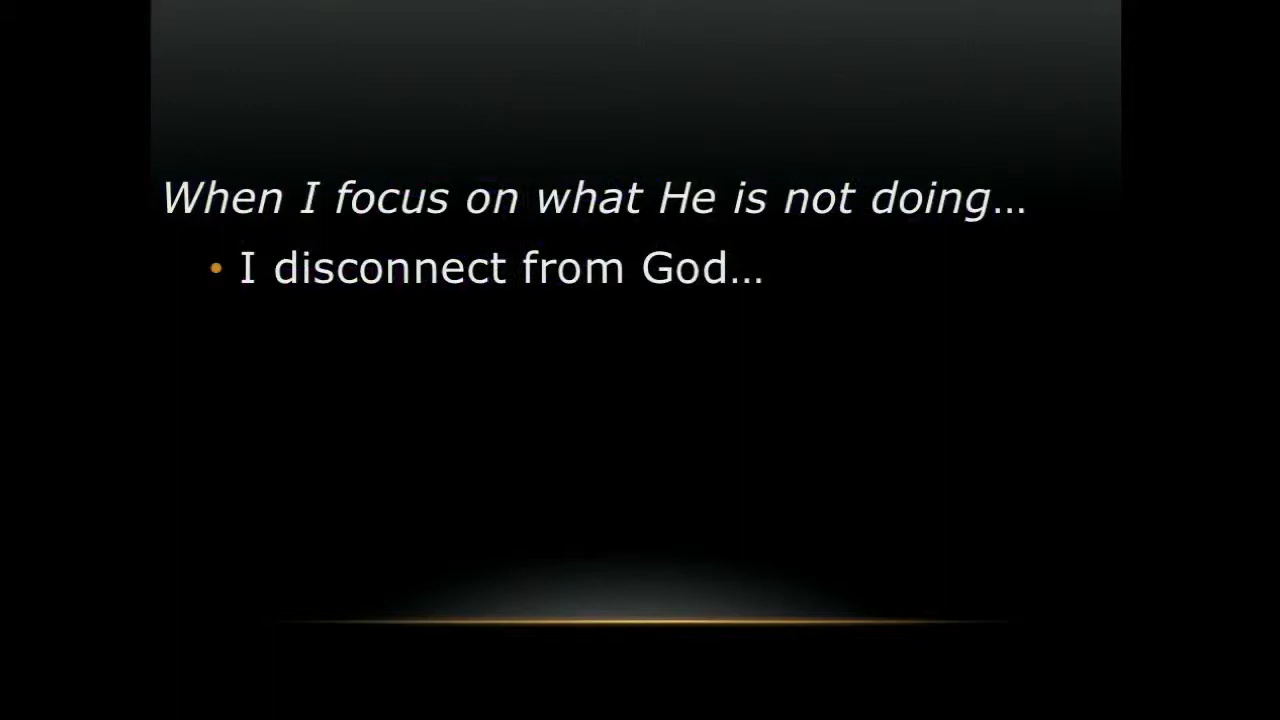 When I focus on what He is not doing…
• I disconnect from God…